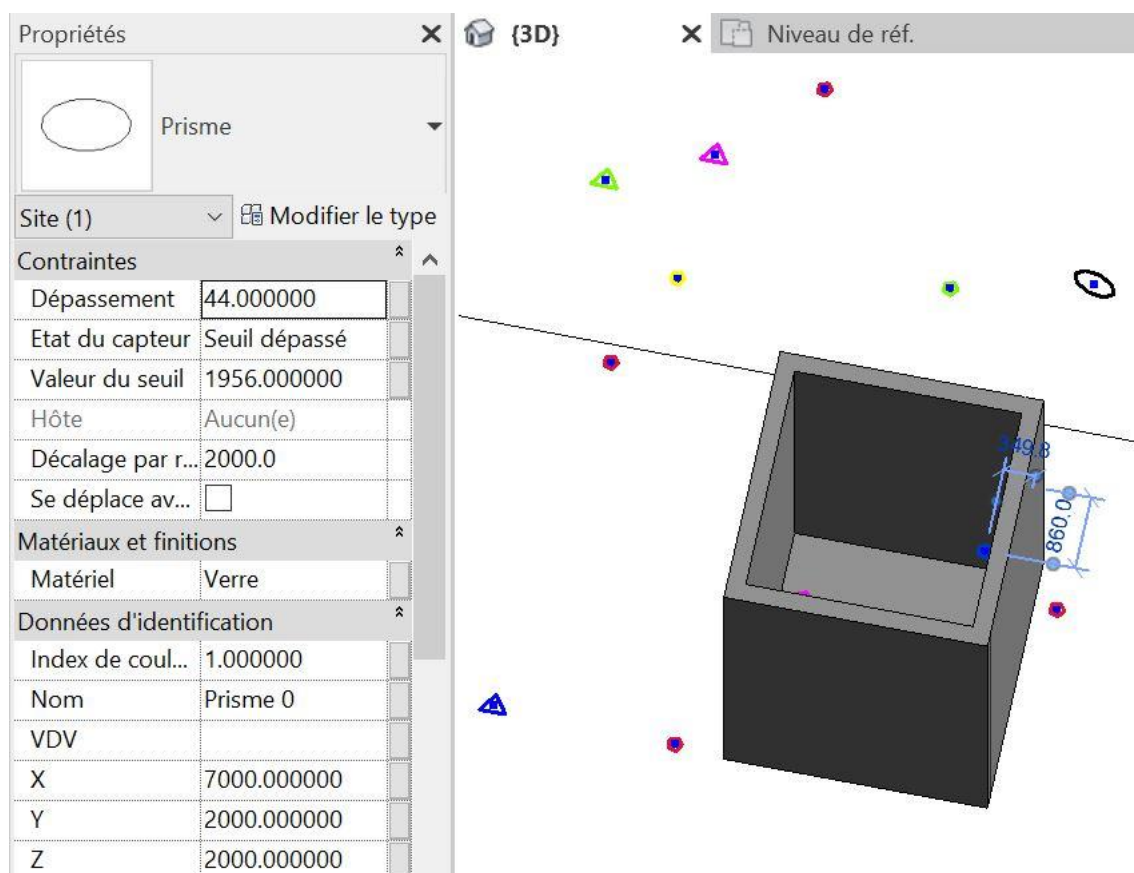 Propriétés
Prisme
Site (1) Modifier le type
Contraintes
Dépassement 44.000000
Etat du capteur Seuil dépassé
Valeur du seuil 1956.000000
Hôte Aucun(e)
Décalage par r... 2000.0
Se déplace av...
Matériaux et finitions
Matériel Verre
Données d'identification
Index de coul... 1.000000
Nom Prisme 0
VDV
X 7000.000000
Y 2000.000000
Z 2000.000000
{3D} Niveau de réf.
349.8
860.0